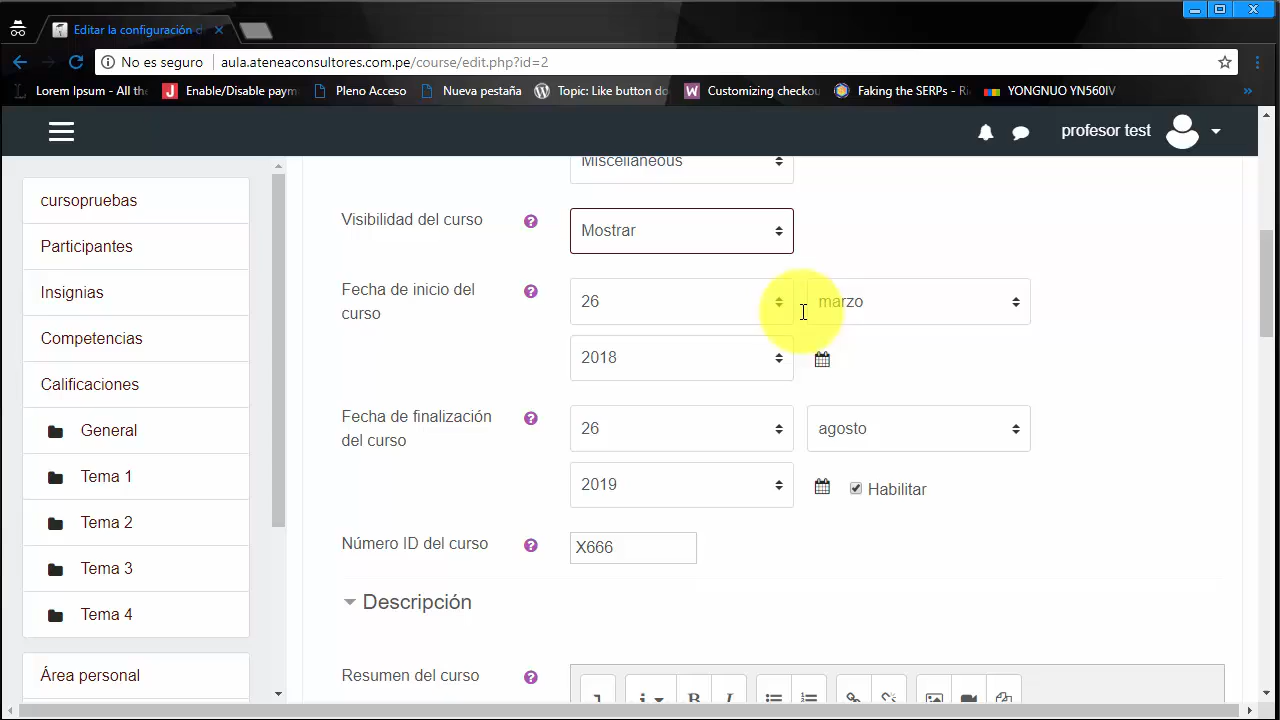 Editar la configuración d
No es seguro aula.ateneaconsultores.com.pe/course/edit.php?id=2
Lorem Ipsum - All the Enable/Disable paym Pleno Acceso Nueva pestaña Topic: Like button do Customizing checkou Faking the SERPs - Ri YONGNUO YN560IV
profesor test
cursopruebas
Participantes
Insignias
Competencias
Calificaciones
General
Tema 1
Tema 2
Tema 3
Tema 4
Área personal
Miscellaneous
Visibilidad del curso
Mostrar
Fecha de inicio del
curso
26 marzo
2018
Fecha de finalización
del curso
26 agosto
2019
Habilitar
Número ID del curso
X666
Descripción
Resumen del curso
B I